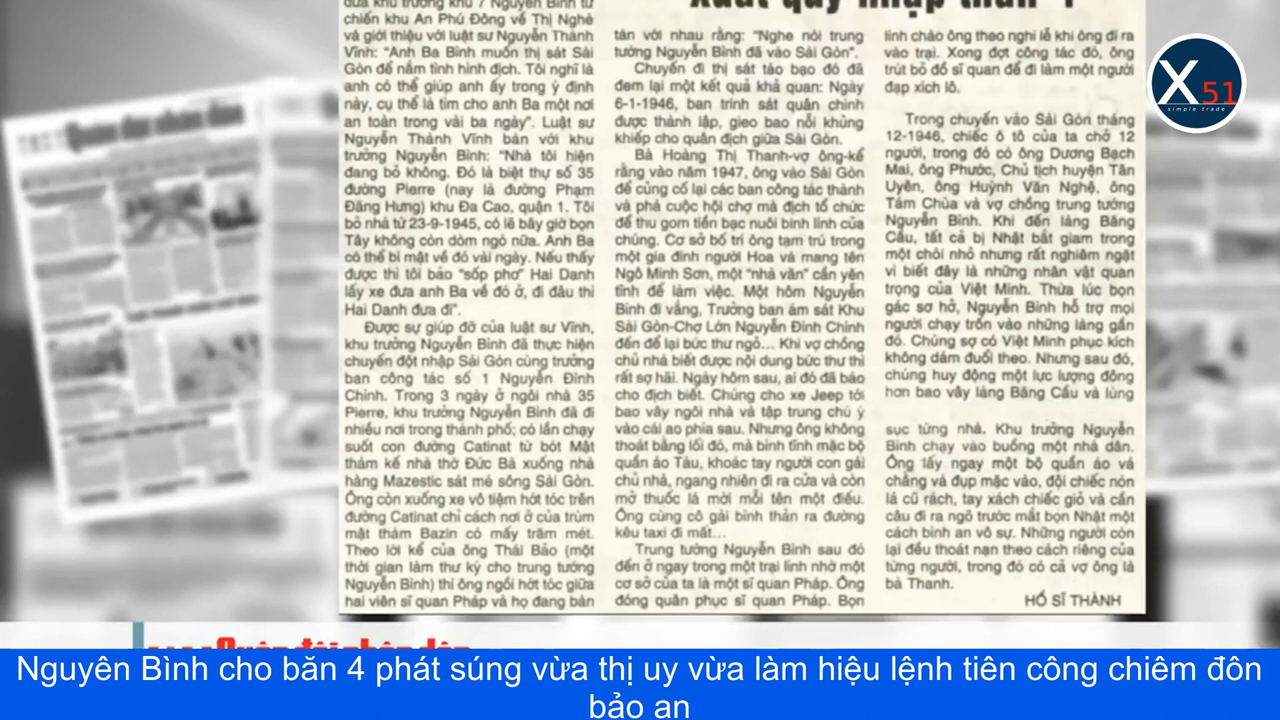 đưa khu trưởng khu 7 Nguyễn Bình từ
chiến khu An Phú Đông về Thị Nghè
và giới thiệu với luật sư Nguyễn Thành
Vĩnh: "Anh Ba Bình muốn thị sát Sài
Gòn để nắm tình hình địch. Tôi nghĩ là
anh có thể giúp anh ấy trong ý định
này, cụ thể là tìm cho anh Ba một nơi
an toàn trong vài ba ngày". Luật sư
Nguyễn Thành Vĩnh bàn với khu
trưởng Nguyễn Bình: "Nhà tôi hiện
đang bỏ không. Đó là biệt thự số 35
đường Pierre (nay là đường Phạm
Đăng Hưng) khu Đa Cao, quận 1. Tôi
bỏ nhà từ 23-9-1945, có lẽ bây giờ bọn
Tây không còn dòm ngó nữa. Anh Ba
có thể bí mật về đó vài ngày. Nếu thấy
được thì tôi bảo "sốp phơ" Hai Danh
lấy xe đưa anh Ba về đó ở, đi đâu thì
Hai Danh đưa đi".
Được sự giúp đỡ của luật sư Vĩnh,
khu trưởng Nguyễn Bình đã thực hiện
chuyến đột nhập Sài Gòn cùng trưởng
ban công tác số 1 Nguyễn Đình
Chính. Trong 3 ngày ở ngôi nhà 35
Pierre, khu trưởng Nguyễn Bình đã đi
nhiều nơi trong thành phố; có lần chạy
suốt con đường Catinat từ bót Mật
thám kế nhà thờ Đức Bà xuống nhà
hàng Mazestic sát mé sông Sài Gòn.
Ông còn xuống xe vô tiệm hớt tóc trên
đường Catinat chỉ cách nơi ở của trùm
mật thám Bazin có mấy trăm mét.
Theo lời kể của ông Thái Bảo (một
thời gian làm thư ký cho trung tướng
Nguyễn Bình) thì ông ngồi hớt tóc giữa
hai viên sĩ quan Pháp và họ đang bàn
Xuất quỷ nhập thần
tán với nhau rằng: "Nghe nói trung
tướng Nguyễn Bình đã vào Sài Gòn".
Chuyến đi thị sát táo bạo đó đã
đem lại một kết quả khả quan: Ngày
6-1-1946, ban trinh sát quân chính
được thành lập, gieo bao nỗi khủng
khiếp cho quân địch giữa Sài Gòn.
Bà Hoàng Thị Thanh-vợ ông-kể
rằng vào năm 1947, ông vào Sài Gòn
để củng cố lại các ban công tác thành
và phá cuộc hội chợ mà địch tổ chức
để thu gom tiền bạc nuôi binh lính của
chúng. Cơ sở bố trí ông tạm trú trong
một gia đình người Hoa và mang tên
Ngô Minh Sơn, một "nhà văn" cần yên
tĩnh để làm việc. Một hôm Nguyễn
Bình đi vắng, Trưởng ban ám sát Khu
Sài Gòn-Chợ Lớn Nguyễn Đình Chính
đến để lại bức thư ngỏ... Khi vợ chồng
chủ nhà biết được nội dung bức thư thì
rất sợ hãi. Ngày hôm sau, ai đó đã báo
cho địch biết. Chúng cho xe Jeep tới
bao vây ngôi nhà và tập trung chú ý
vào cái ao phía sau. Nhưng ông không
thoát bằng lối đó, mà bình tĩnh mặc bộ
quần áo Tàu, khoác tay người con gái
chủ nhà, ngang nhiên đi ra cửa và còn
mở thuốc lá mời mỗi tên một điếu.
Ông cùng cô gái bình thản ra đường
kêu taxi đi mất...
Trung tướng Nguyễn Bình sau đó
đến ở ngay trong một trại lính nhờ một
cơ sở của ta là một sĩ quan Pháp. Ông
đóng quân phục sĩ quan Pháp. Bọn
lính chào ông theo nghi lễ khi ông đi ra
vào trại. Xong đợt công tác đó, ông
trút bỏ đồ sĩ quan để đi làm một người
đạp xích lô.
Trong chuyến vào Sài Gòn tháng
12-1946, chiếc ô tô của ta chở 12
người, trong đó có ông Dương Bạch
Mai, ông Phước, Chủ tịch huyện Tân
Uyên, ông Huỳnh Văn Nghệ, ông
Tám Chùa và vợ chồng trung tướng
Nguyễn Bình. Khi đến làng Băng
Cầu, tất cả bị Nhật bắt giam trong
một chòi nhỏ nhưng rất nghiêm ngặt
vì biết đây là những nhân vật quan
trọng của Việt Minh. Thừa lúc bọn
gác sơ hở, Nguyễn Bình hỗ trợ mọi
người chạy trốn vào những làng gần
đó. Chúng sợ có Việt Minh phục kích
không dám đuổi theo. Nhưng sau đó,
chúng huy động một lực lượng đông
hơn bao vây làng Băng Cầu và lùng
sục từng nhà. Khu trưởng Nguyễn
Bình chạy vào buồng một nhà dân.
Ông lấy ngay một bộ quần áo vá
chằng vá đụp mặc vào, đội chiếc nón
lá cũ rách, tay xách chiếc giỏ và cần
câu đi ra ngõ trước mắt bọn Nhật một
cách bình an vô sự. Những người còn
lại đều thoát nạn theo cách riêng của
từng người, trong đó có cả vợ ông là
bà Thanh.
HỒ SĨ THÀNH
X51
simple trade
Nguyên Bình cho băn 4 phát súng vừa thị uy vừa làm hiệu lệnh tiên công chiêm đôn
bảo an